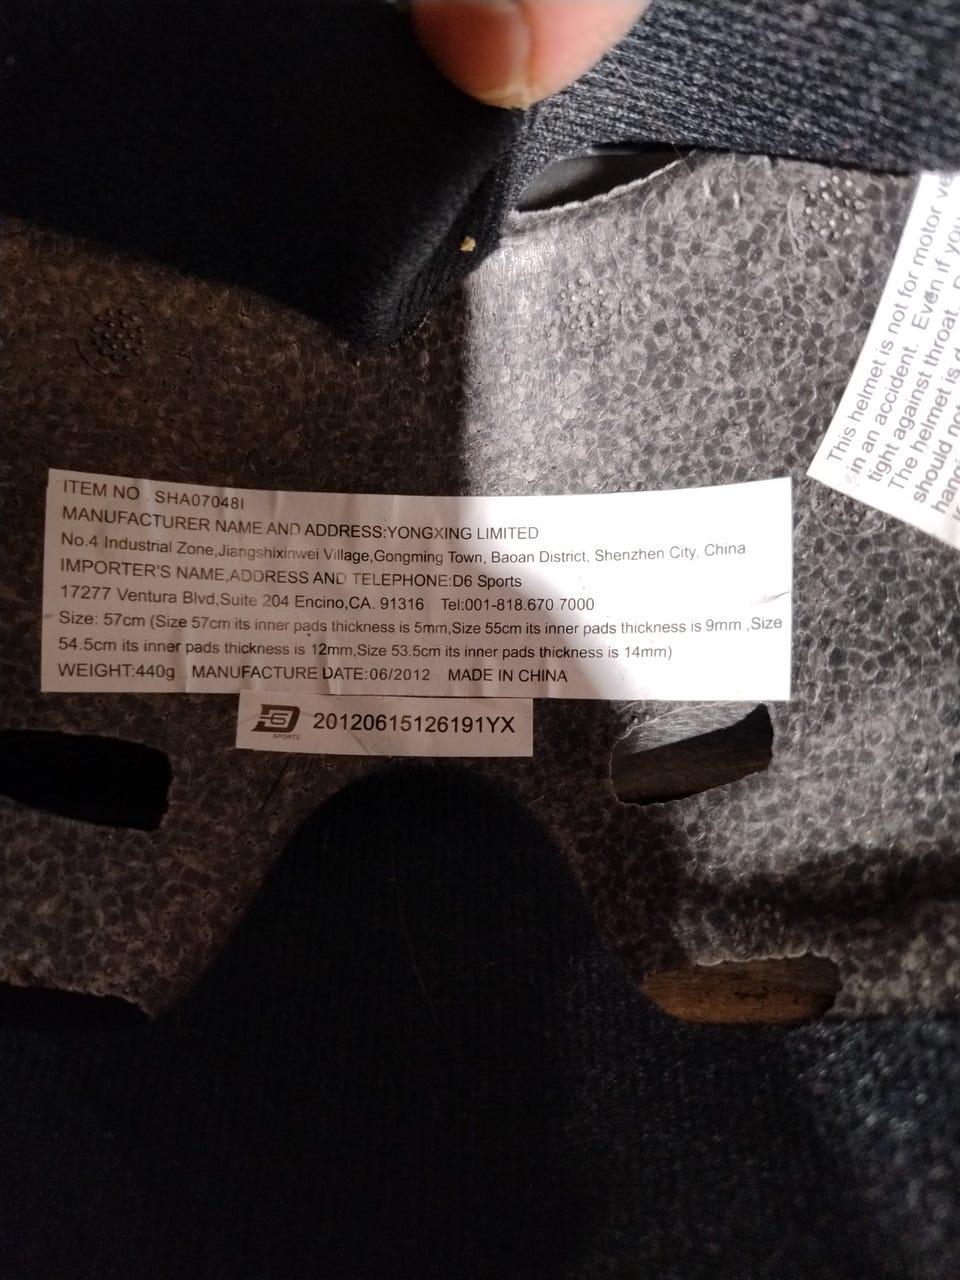 ITEM NO SHA07048I
MANUFACTURER NAME AND ADDRESS:YONGXING LIMITED
No.4 Industrial Zone,Jiangshixinwei Village,Gongming Town, Baoan District, Shenzhen City, China
IMPORTER'S NAME,ADDRESS AND TELEPHONE:D6 Sports
17277 Ventura Blvd,Suite 204 Encino,CA. 91316 Tel:001-818.670.7000
Size: 57cm (Size 57cm its inner pads thickness is 5mm,Size 55cm its inner pads thickness is 9mm ,Size
54.5cm its inner pads thickness is 12mm,Size 53.5cm its inner pads thickness is 14mm)
WEIGHT:440g MANUFACTURE DATE:06/2012 MADE IN CHINA
D6 SPORTS 20120615126191YX
This helmet is not for motor
in an accident. Even if you
tight against throat.
The helmet is
should not